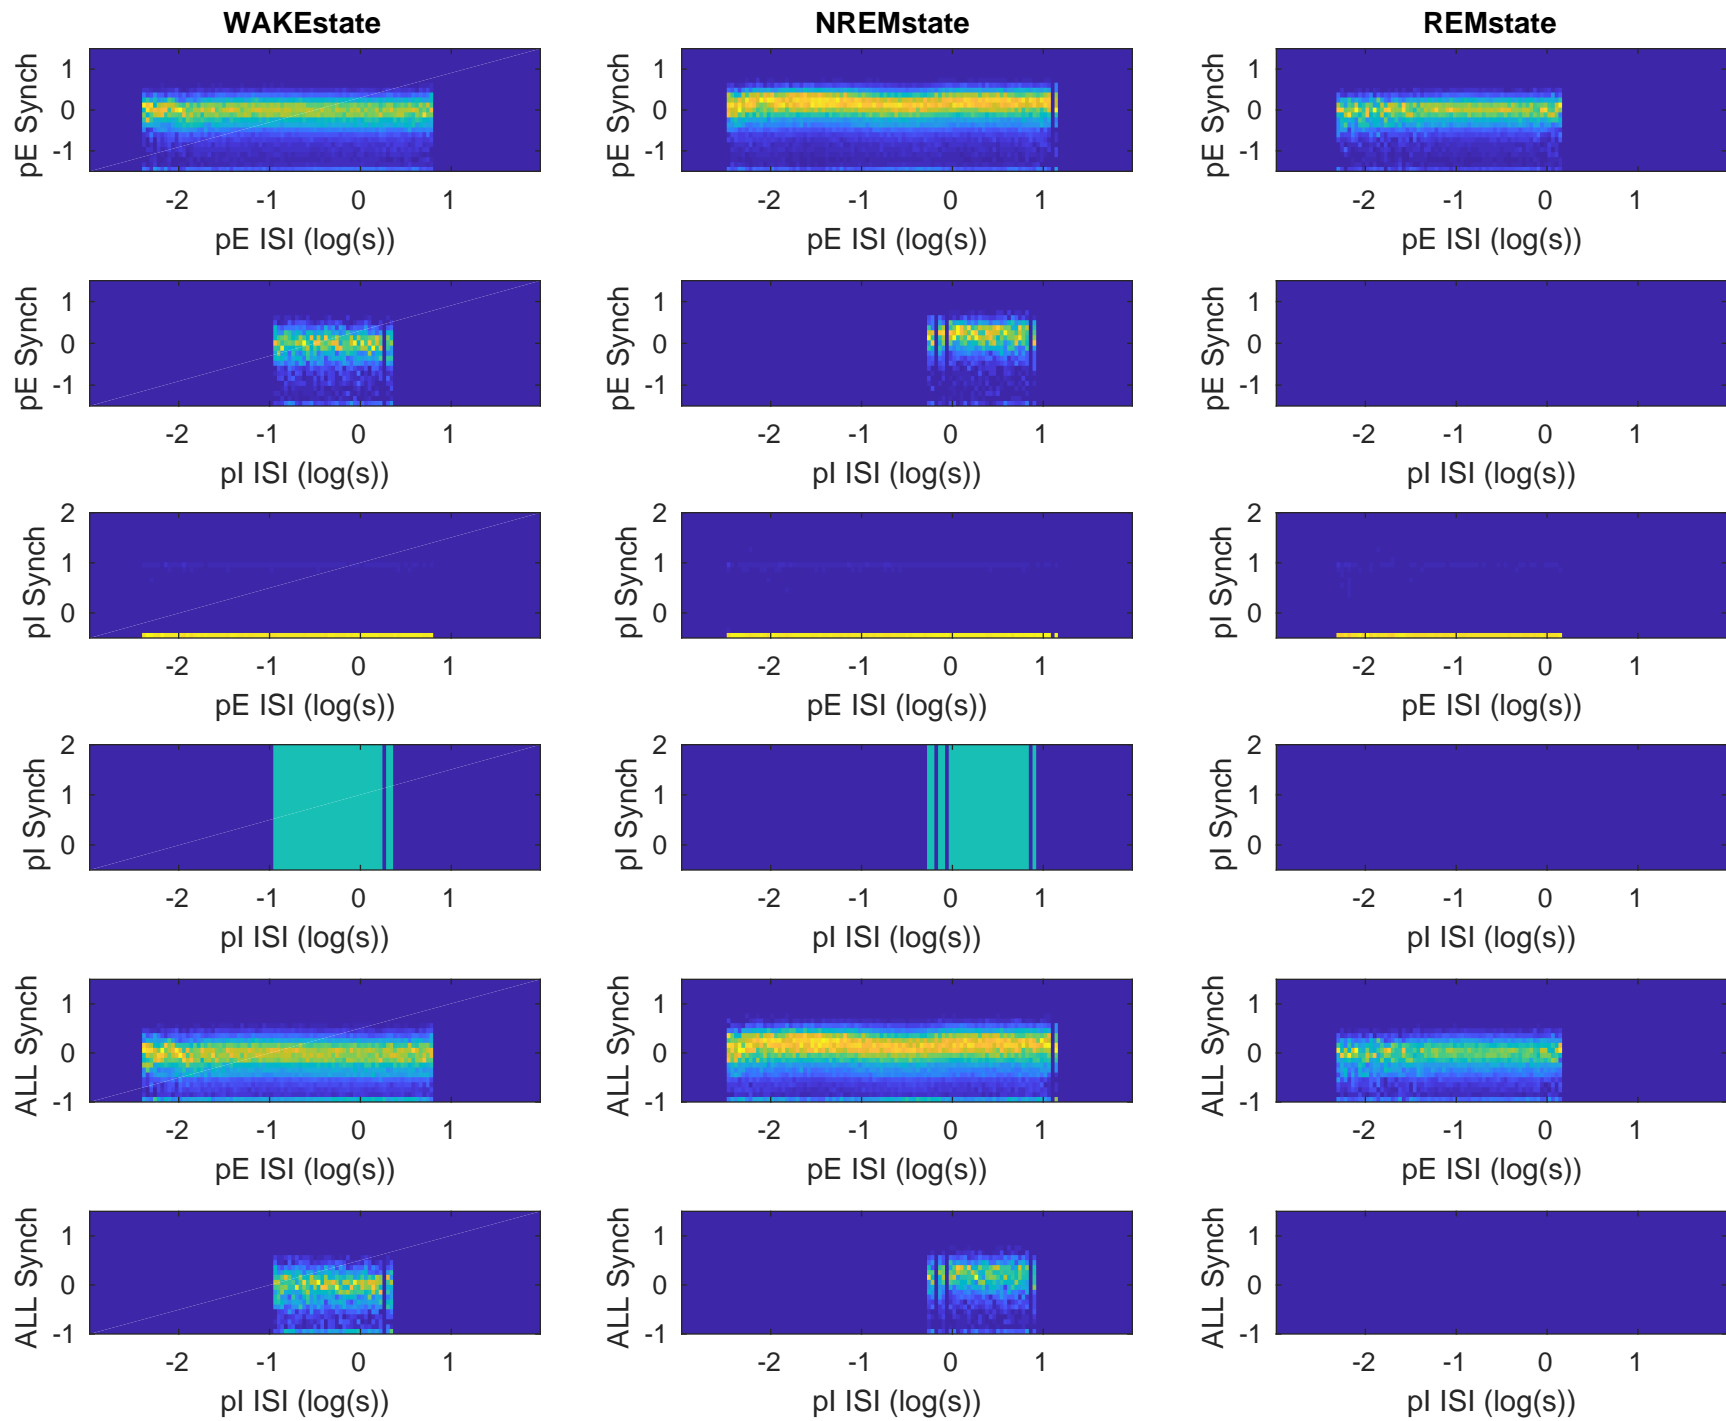 WAKEstate NREMstate REMstate
pE Synch 1 0 -1 pE Synch 1 0 -1 pE Synch 1 0 -1
-2 -1 0 1 -2 -1 0 1 -2 -1 0 1
pE ISI (log(s)) pE ISI (log(s)) pE ISI (log(s))
pE Synch 1 0 -1 pE Synch 1 0 -1 pE Synch 1 0 -1
-2 -1 0 1 -2 -1 0 1 -2 -1 0 1
pI ISI (log(s)) pI ISI (log(s)) pI ISI (log(s))
pI Synch 2 1 0 pI Synch 2 1 0 pI Synch 2 1 0
-2 -1 0 1 -2 -1 0 1 -2 -1 0 1
pE ISI (log(s)) pE ISI (log(s)) pE ISI (log(s))
pI Synch 2 1 0 pI Synch 2 1 0 pI Synch 2 1 0
-2 -1 0 1 -2 -1 0 1 -2 -1 0 1
pI ISI (log(s)) pI ISI (log(s)) pI ISI (log(s))
ALL Synch 1 0 -1 ALL Synch 1 0 -1 ALL Synch 1 0 -1
-2 -1 0 1 -2 -1 0 1 -2 -1 0 1
pE ISI (log(s)) pE ISI (log(s)) pE ISI (log(s))
ALL Synch 1 0 -1 ALL Synch 1 0 -1 ALL Synch 1 0 -1
-2 -1 0 1 -2 -1 0 1 -2 -1 0 1
pI ISI (log(s)) pI ISI (log(s)) pI ISI (log(s))